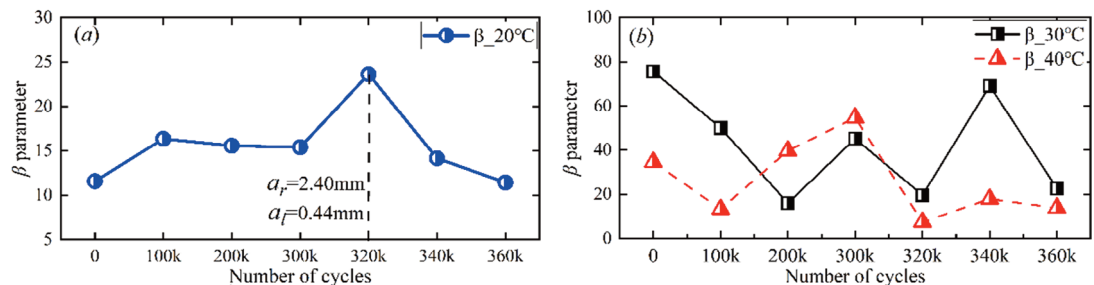 30
25
20
15
10
5
β parameter
(a)
β_20°C
a_r=2.40mm
a_l=0.44mm
0 100k 200k 300k 320k 340k 360k
Number of cycles
100
80
60
40
20
0
β parameter
(b)
β_30°C
β_40°C
0 100k 200k 300k 320k 340k 360k
Number of cycles